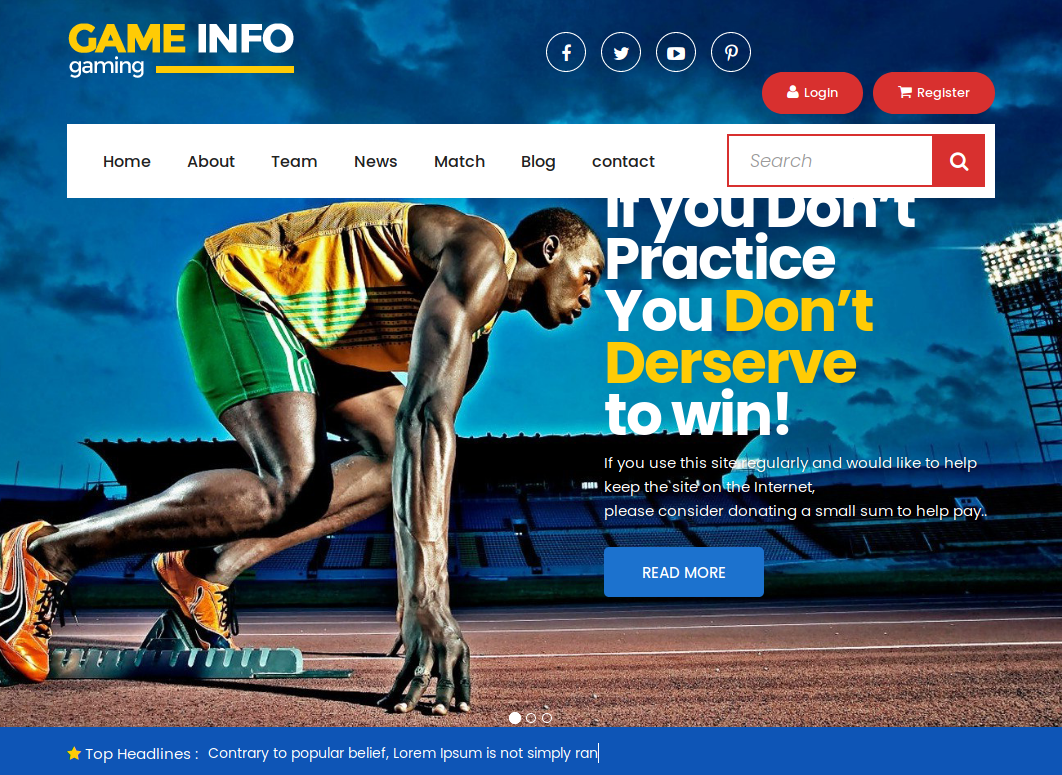 GAME INFO
gaming
Login
Register
Home
About
Team
News
Match
Blog
contact
Search
If you Don't
Practice
You Don't
Derserve
to win!
If you use this site regularly and would like to help
keep the site on the Internet,
please consider donating a small sum to help pay..
READ MORE
Top Headlines : Contrary to popular belief, Lorem Ipsum is not simply ran